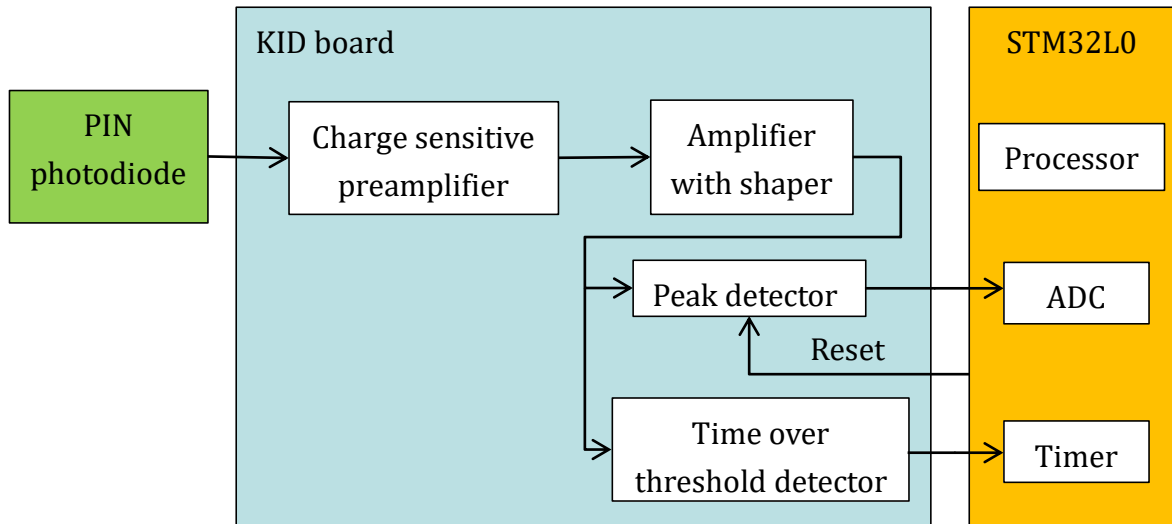 KID board
STM32L0
PIN
photodiode
Charge sensitive
preamplifier
Amplifier
with shaper
Processor
Peak detector
ADC
Reset
Time over
threshold detector
Timer